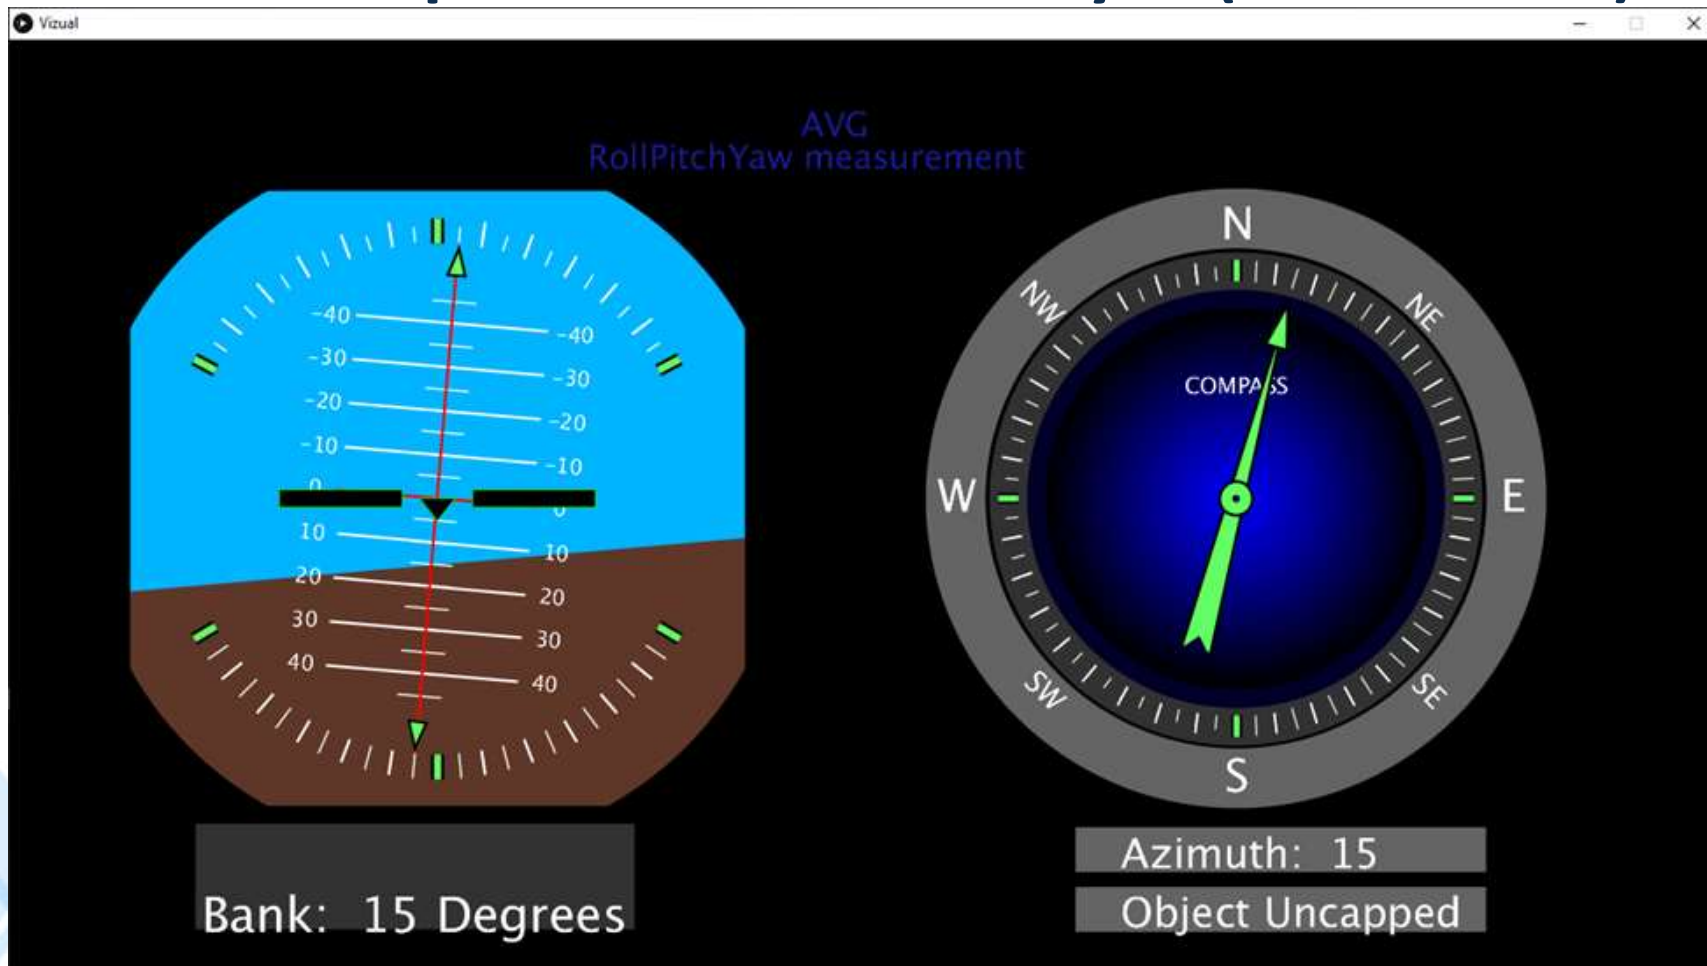 Vizual
AVG
RollPitchYaw measurement
-40 -40
-30 -30
-20 -20
-10 -10
0 0
10 10
20 20
30 30
40 40
N
NW NE
COMPASS
W E
SW SE
S
Bank: 15 Degrees
Azimuth: 15
Object Uncapped